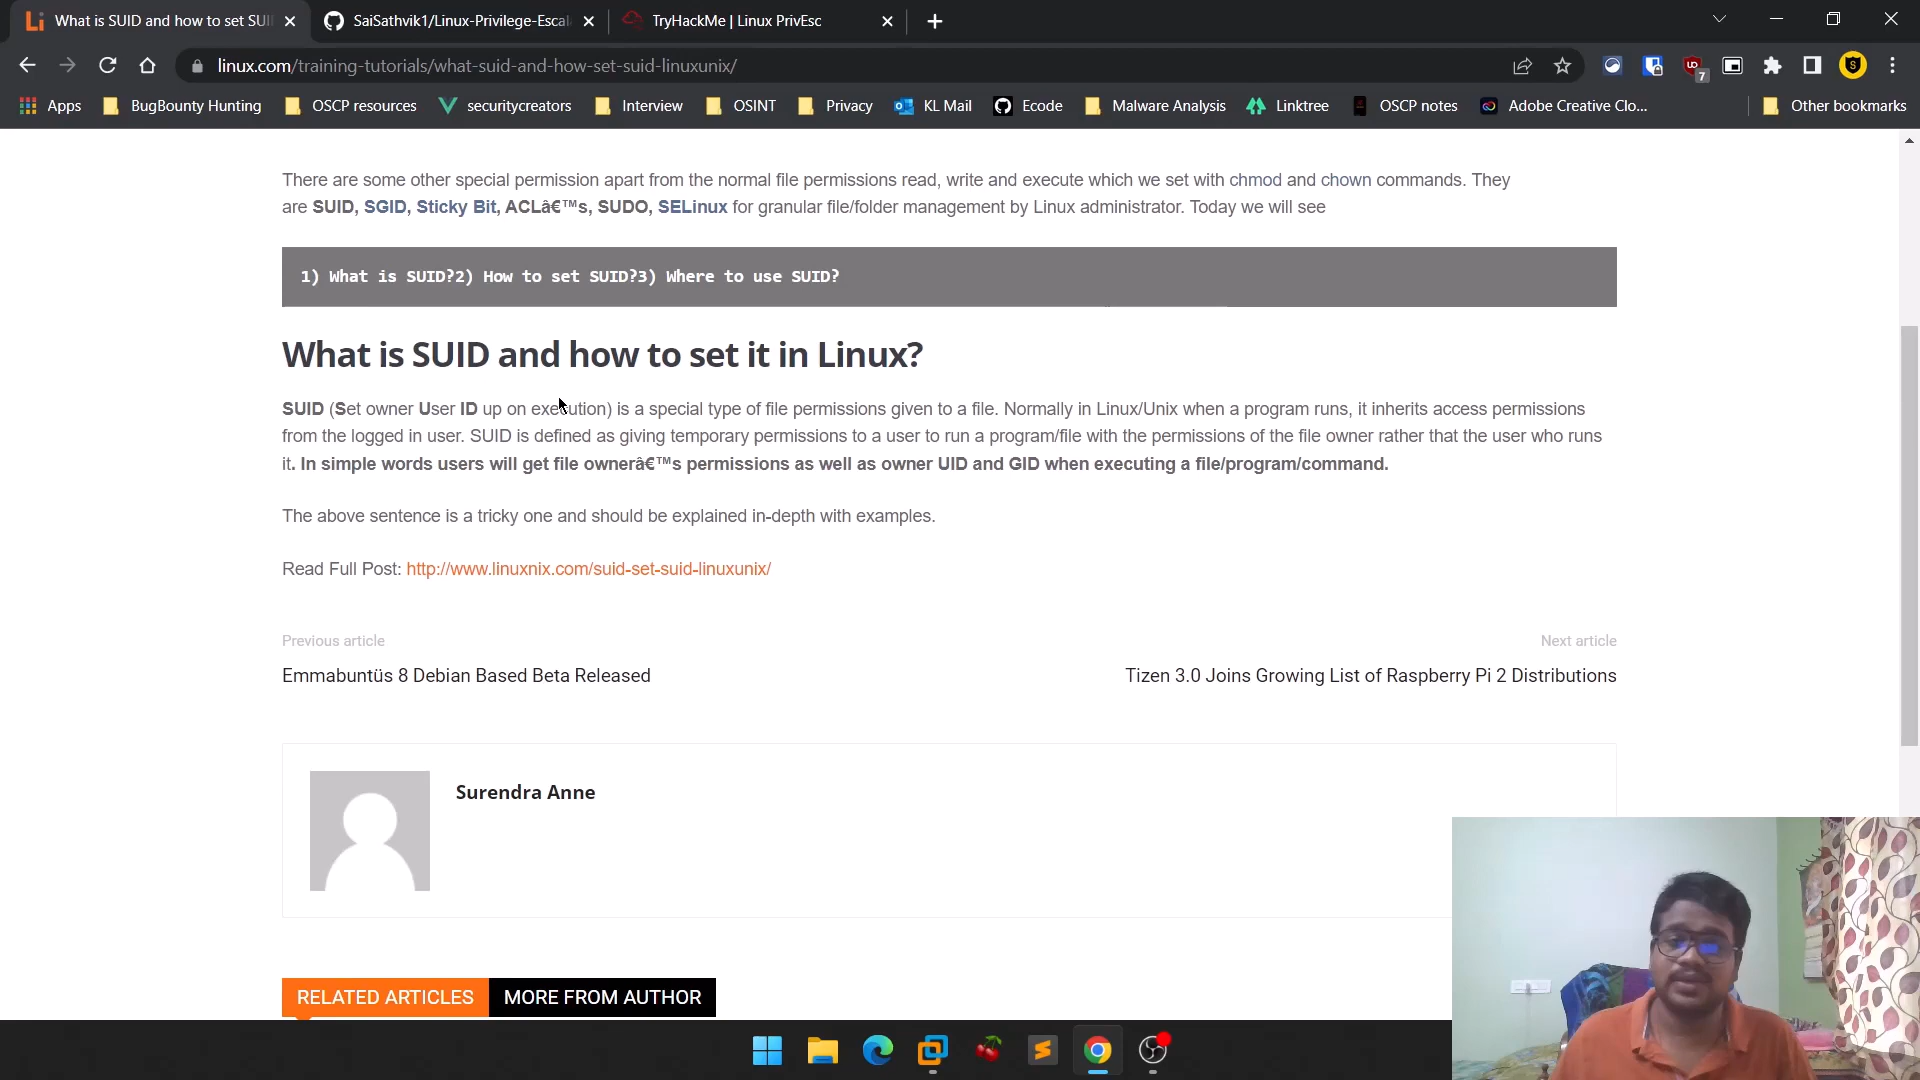 What is SUID and how to set SUI
SaiSathvik1/Linux-Privilege-Escal
TryHackMe | Linux PrivEsc
linux.com/training-tutorials/what-suid-and-how-set-suid-linuxunix/
7
S
Apps BugBounty Hunting OSCP resources securitycreators Interview OSINT Privacy KL Mail Ecode Malware Analysis Linktree OSCP notes Adobe Creative Clo... Other bookmarks
There are some other special permission apart from the normal file permissions read, write and execute which we set with chmod and chown commands. They
are SUID, SGID, Sticky Bit, ACLâ€™s, SUDO, SELinux for granular file/folder management by Linux administrator. Today we will see
1) What is SUID?2) How to set SUID?3) Where to use SUID?
What is SUID and how to set it in Linux?
SUID (Set owner User ID up on execution) is a special type of file permissions given to a file. Normally in Linux/Unix when a program runs, it inherits access permissions
from the logged in user. SUID is defined as giving temporary permissions to a user to run a program/file with the permissions of the file owner rather that the user who runs
it. In simple words users will get file ownerâ€™s permissions as well as owner UID and GID when executing a file/program/command.
The above sentence is a tricky one and should be explained in-depth with examples.
Read Full Post: http://www.linuxnix.com/suid-set-suid-linuxunix/
Previous article Next article
Emmabuntüs 8 Debian Based Beta Released Tizen 3.0 Joins Growing List of Raspberry Pi 2 Distributions
Surendra Anne
RELATED ARTICLES MORE FROM AUTHOR